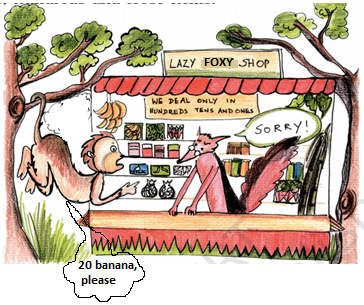 LAZY FOXY SHOP
WE DEAL ONLY IN
HUNDREDS TENS AND ONES
SORRY!
20 banana,
please